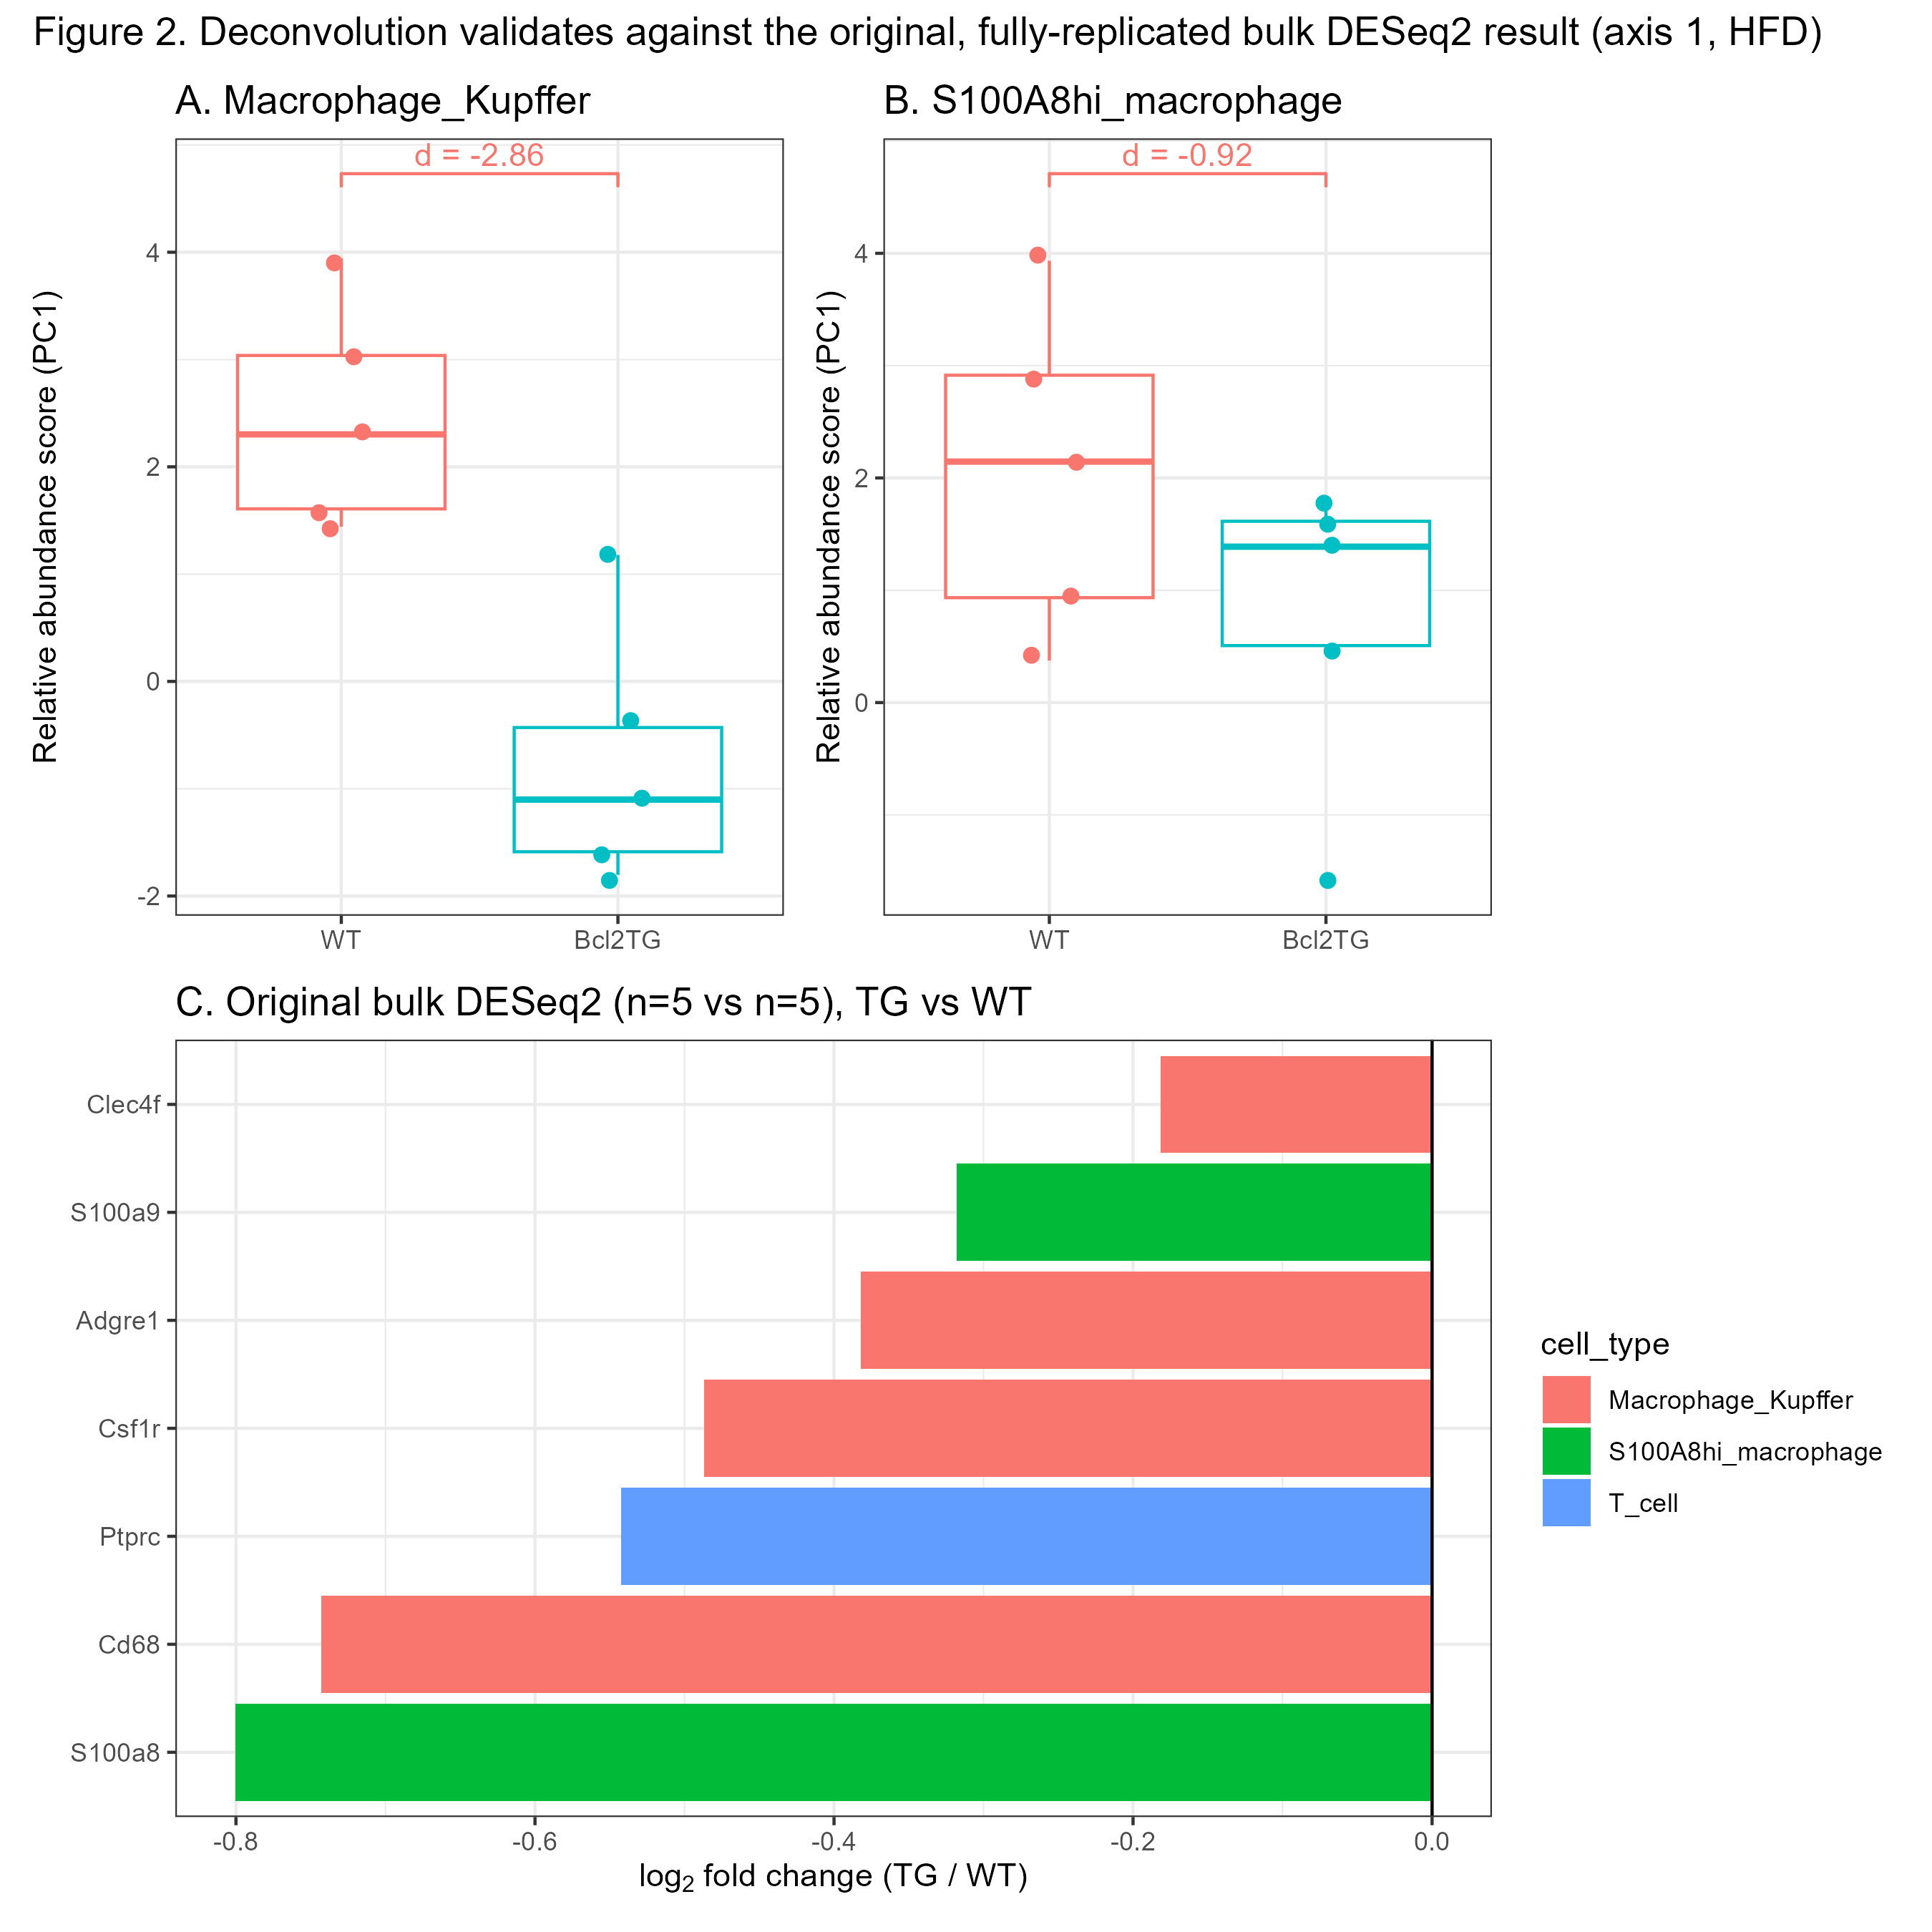 Figure 2. Deconvolution validates against the original, fully-replicated bulk DESeq2 result (axis 1, HFD)
A. Macrophage_Kupffer
d = -2.86
Relative abundance score (PC1)
4
2
0
-2
WT
Bcl2TG
B. S100A8hi_macrophage
d = -0.92
Relative abundance score (PC1)
4
2
0
WT
Bcl2TG
C. Original bulk DESeq2 (n=5 vs n=5), TG vs WT
Clec4f
S100a9
Adgre1
Csf1r
Ptprc
Cd68
S100a8
-0.8
-0.6
-0.4
-0.2
0.0
log2 fold change (TG / WT)
cell_type
Macrophage_Kupffer
S100A8hi_macrophage
T_cell